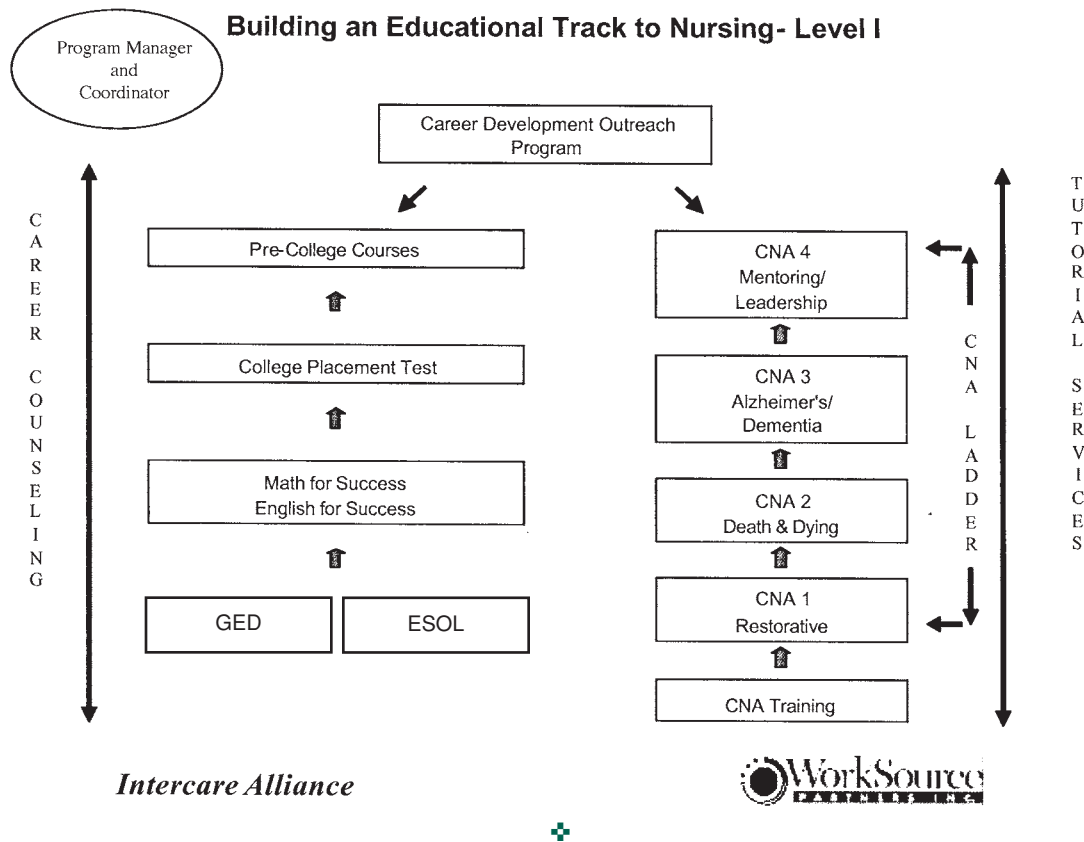 Building an Educational Track to Nursing- Level I
Program Manager
and
Coordinator
Career Development Outreach
Program
CAREER COUNSELING
Pre-College Courses
College Placement Test
Math for Success
English for Success
GED
ESOL
CNA 4
Mentoring/
Leadership
CNA 3
Alzheimer's/
Dementia
CNA 2
Death & Dying
CNA 1
Restorative
CNA Training
CNA LADDER
TUTORIAL SERVICES
Intercare Alliance
WorkSource
PARTNERS INC